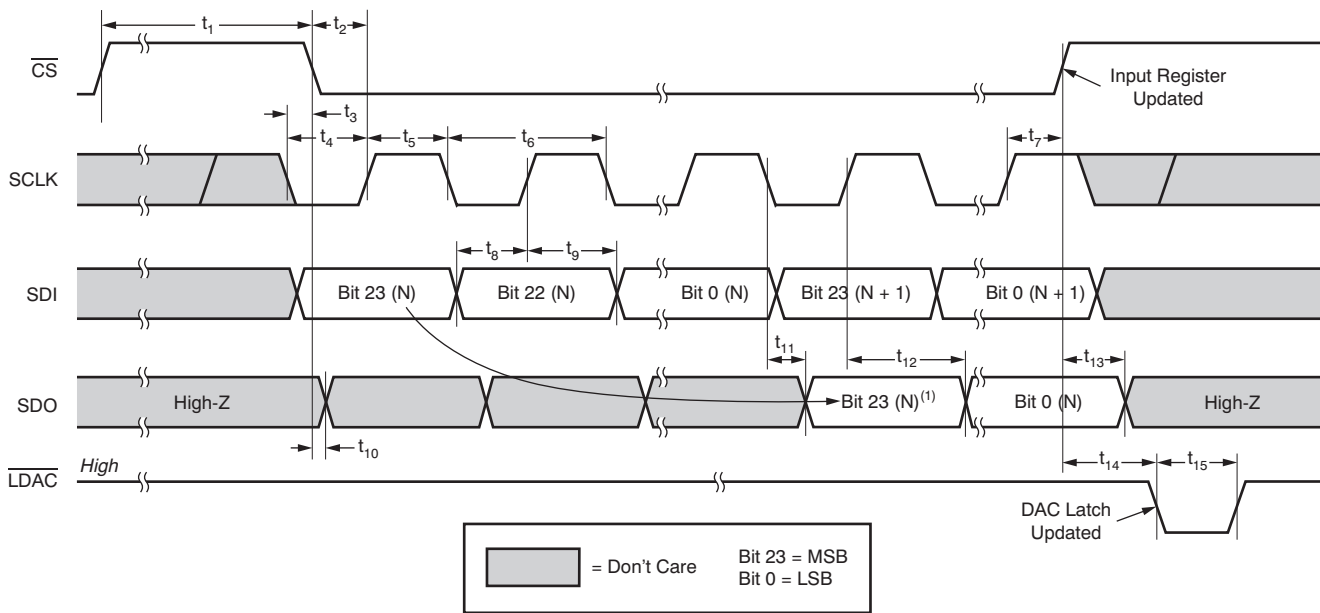 t₁
t₂
C̅S̅
Input Register
Updated
t₃
t₄
t₅
t₆
t₇
SCLK
t₈
t₉
SDI
Bit 23 (N)
Bit 22 (N)
Bit 0 (N)
Bit 23 (N + 1)
Bit 0 (N + 1)
t₁₁
t₁₂
t₁₃
SDO
High-Z
Bit 23 (N)⁽¹⁾
Bit 0 (N)
High-Z
t₁₀
High
L̅D̅A̅C̅
t₁₄
t₁₅
DAC Latch
Updated
= Don't Care
Bit 23 = MSB
Bit 0 = LSB